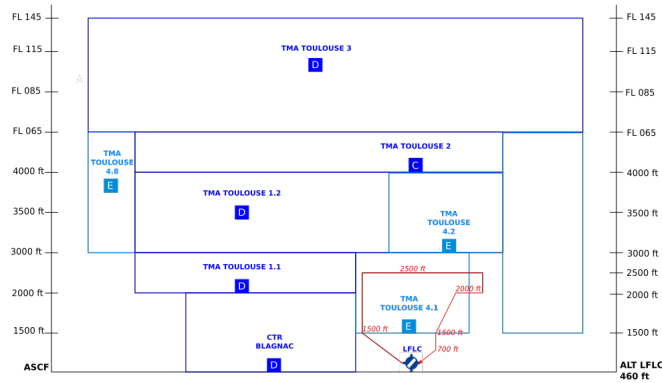 FL 145
FL 145
TMA TOULOUSE 3
D
FL 115
FL 115
FL 085
FL 085
FL 065
FL 065
TMA TOULOUSE 2
C
TMA
TOULOUSE
4.8
E
4000 ft
4000 ft
TMA TOULOUSE 1.2
D
3500 ft
3500 ft
TMA
TOULOUSE
4.2
E
3000 ft
3000 ft
TMA TOULOUSE 1.1
D
2500 ft
2500 ft
2000 ft
2000 ft
2000 ft
TMA
TOULOUSE 4.1
E
1500 ft
1500 ft
1500 ft
1500 ft
CTR
BLAGNAC
D
LFLC
700 ft
ASCF
ALT LFLC
460 ft